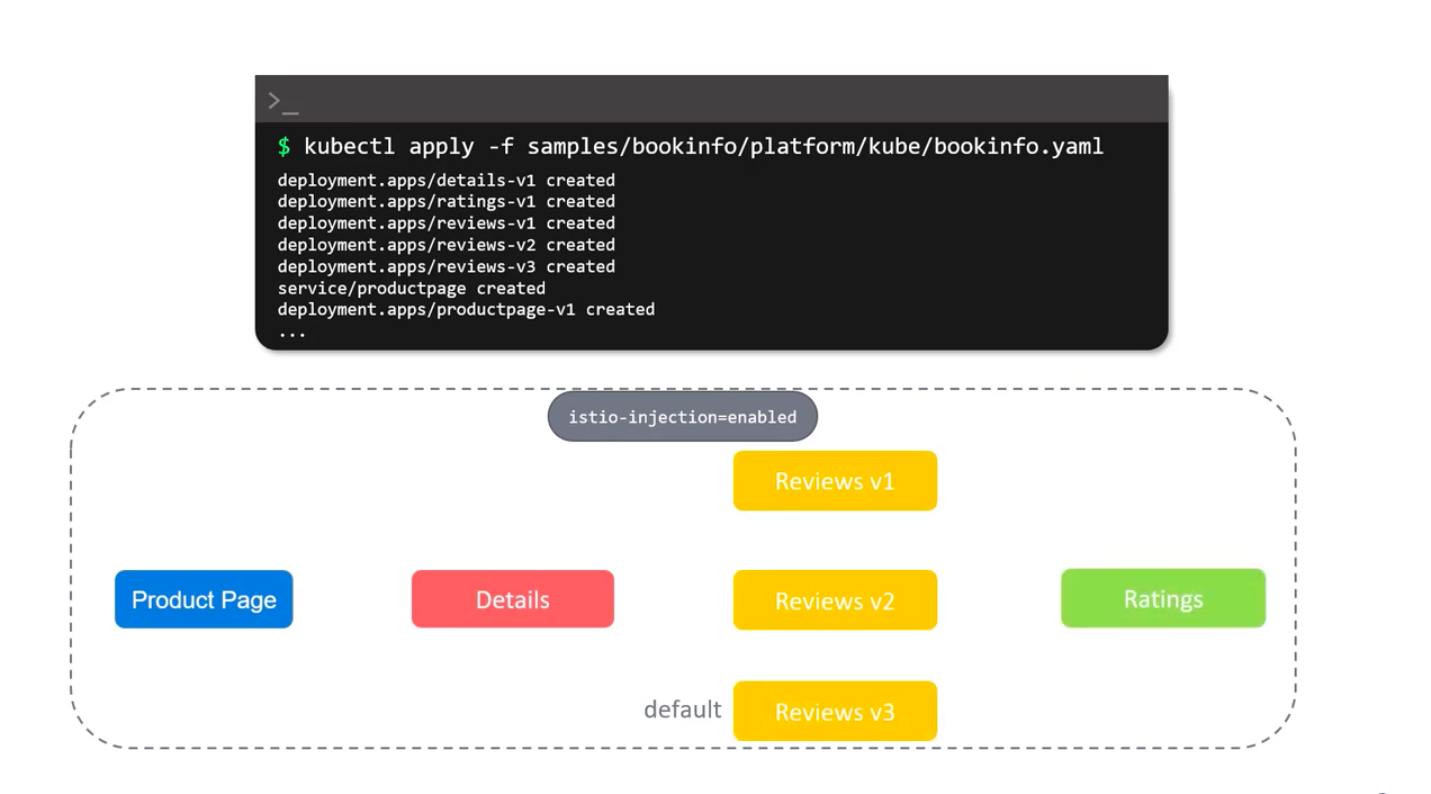 >_
$ kubectl apply -f samples/bookinfo/platform/kube/bookinfo.yaml
deployment.apps/details-v1 created
deployment.apps/ratings-v1 created
deployment.apps/reviews-v1 created
deployment.apps/reviews-v2 created
deployment.apps/reviews-v3 created
service/productpage created
deployment.apps/productpage-v1 created
...
istio-injection=enabled
Reviews v1
Product Page
Details
Reviews v2
Ratings
default
Reviews v3